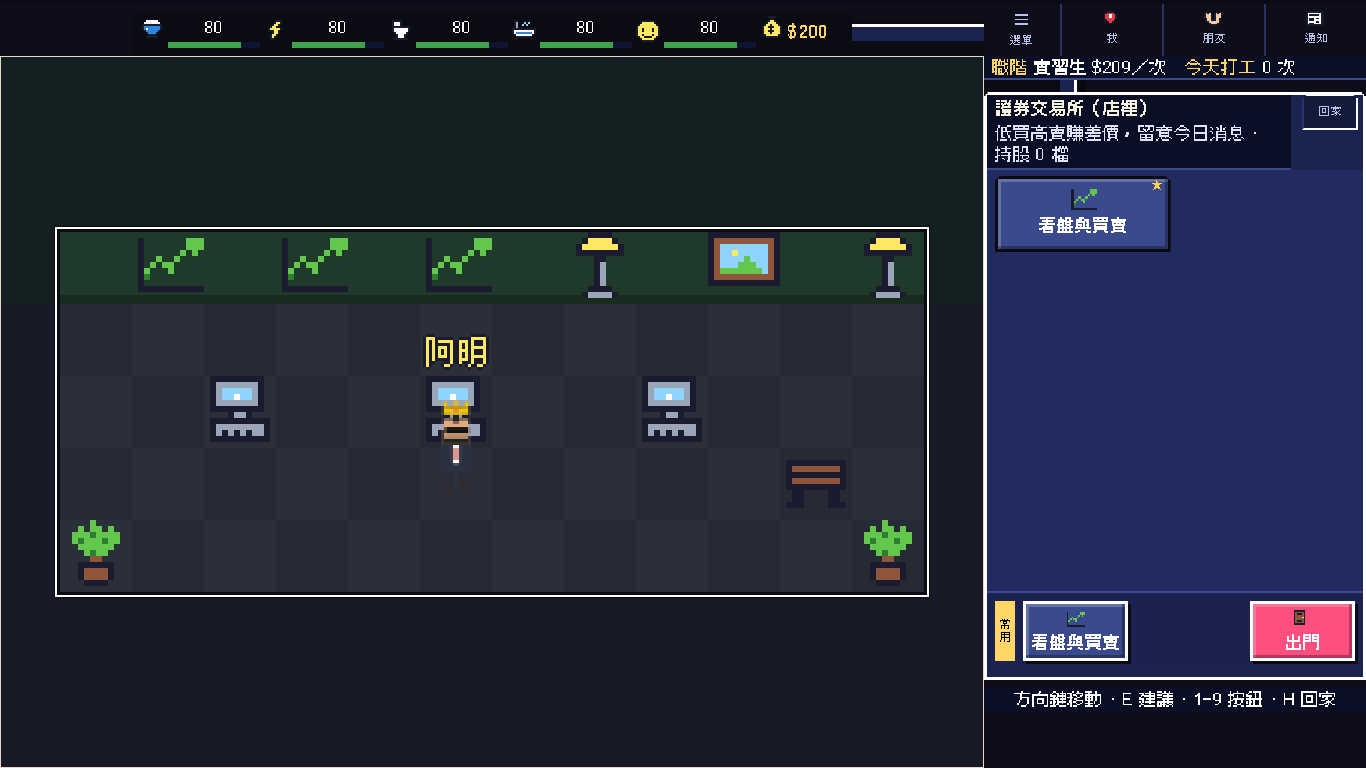 80 80 80 80 80 $200
選單 我 朋友 通知
職階 實習生 $209／次 今天打工 0 次
證券交易所（店裡）
回家
低買高賣賺差價，留意今日消息．
持股 0 檔
看盤與買賣
阿明
常用
看盤與買賣
出門
方向鍵移動．E 建議．1-9 按鈕．H 回家